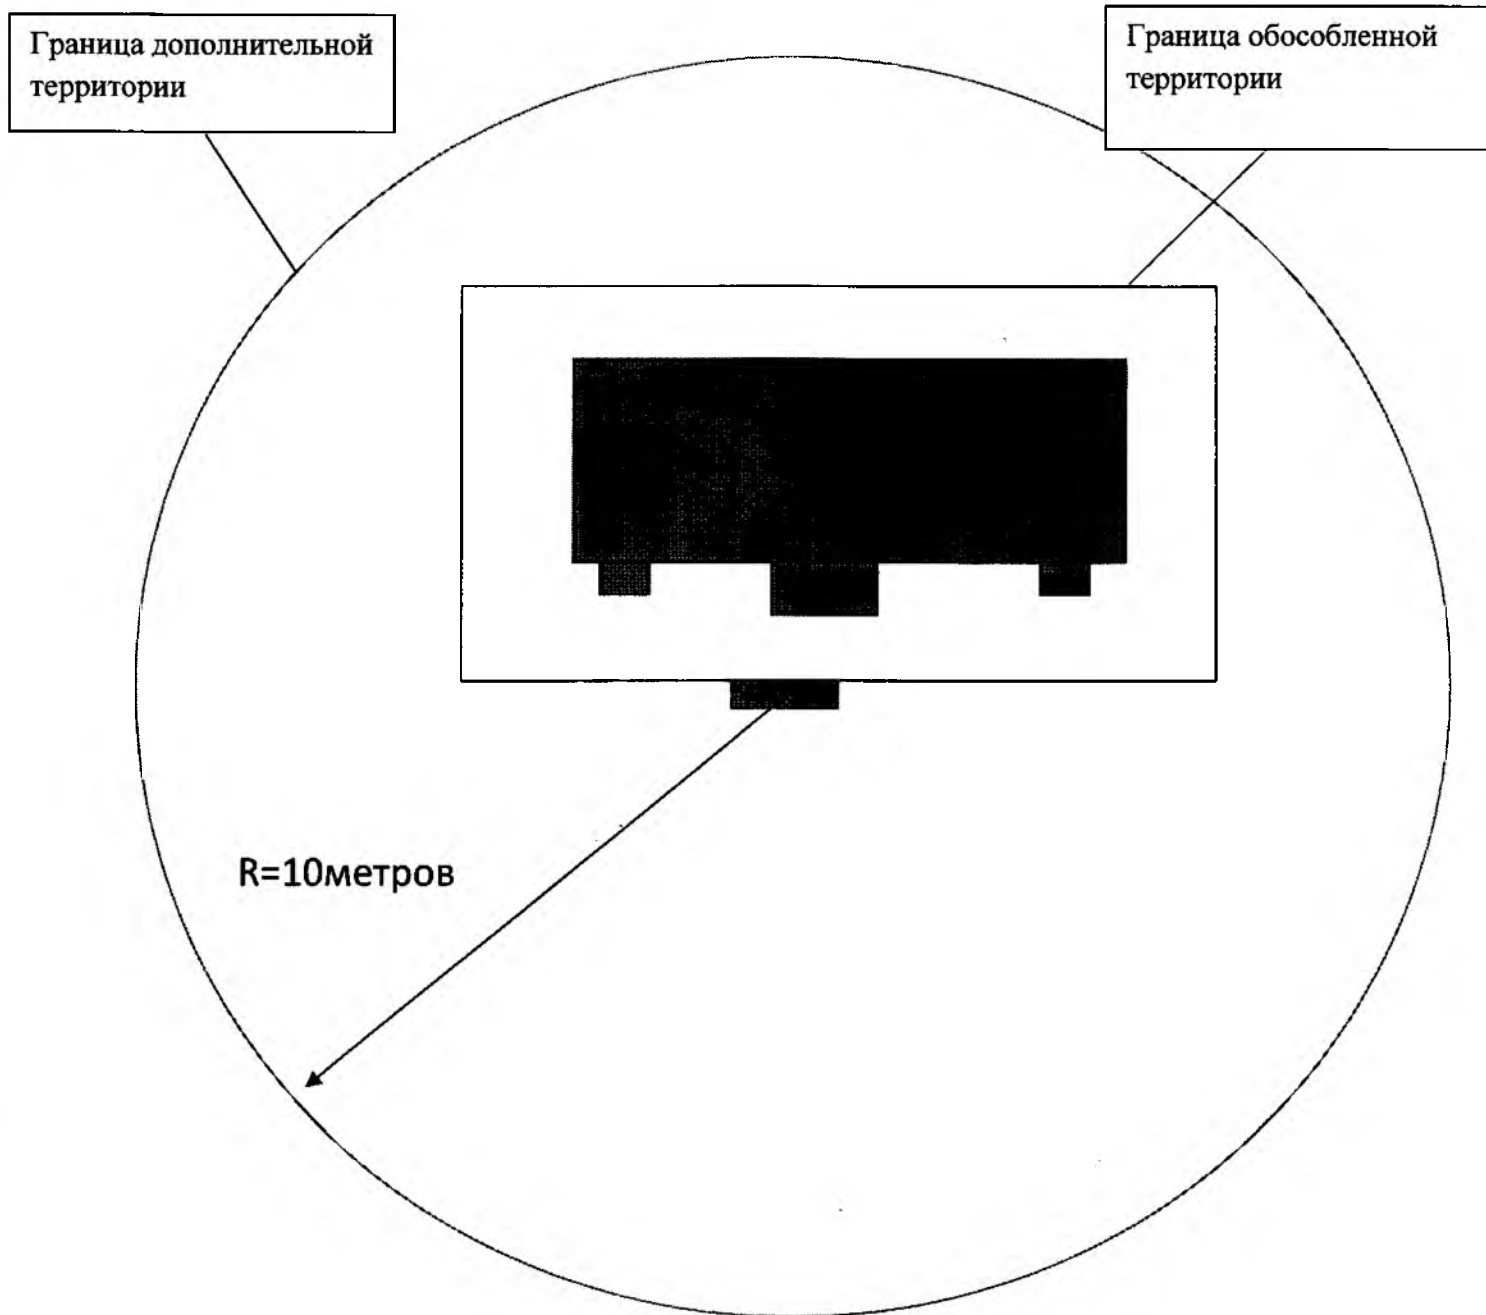 Граница дополнительной
территории
Граница обособленной
территории
R=10метров